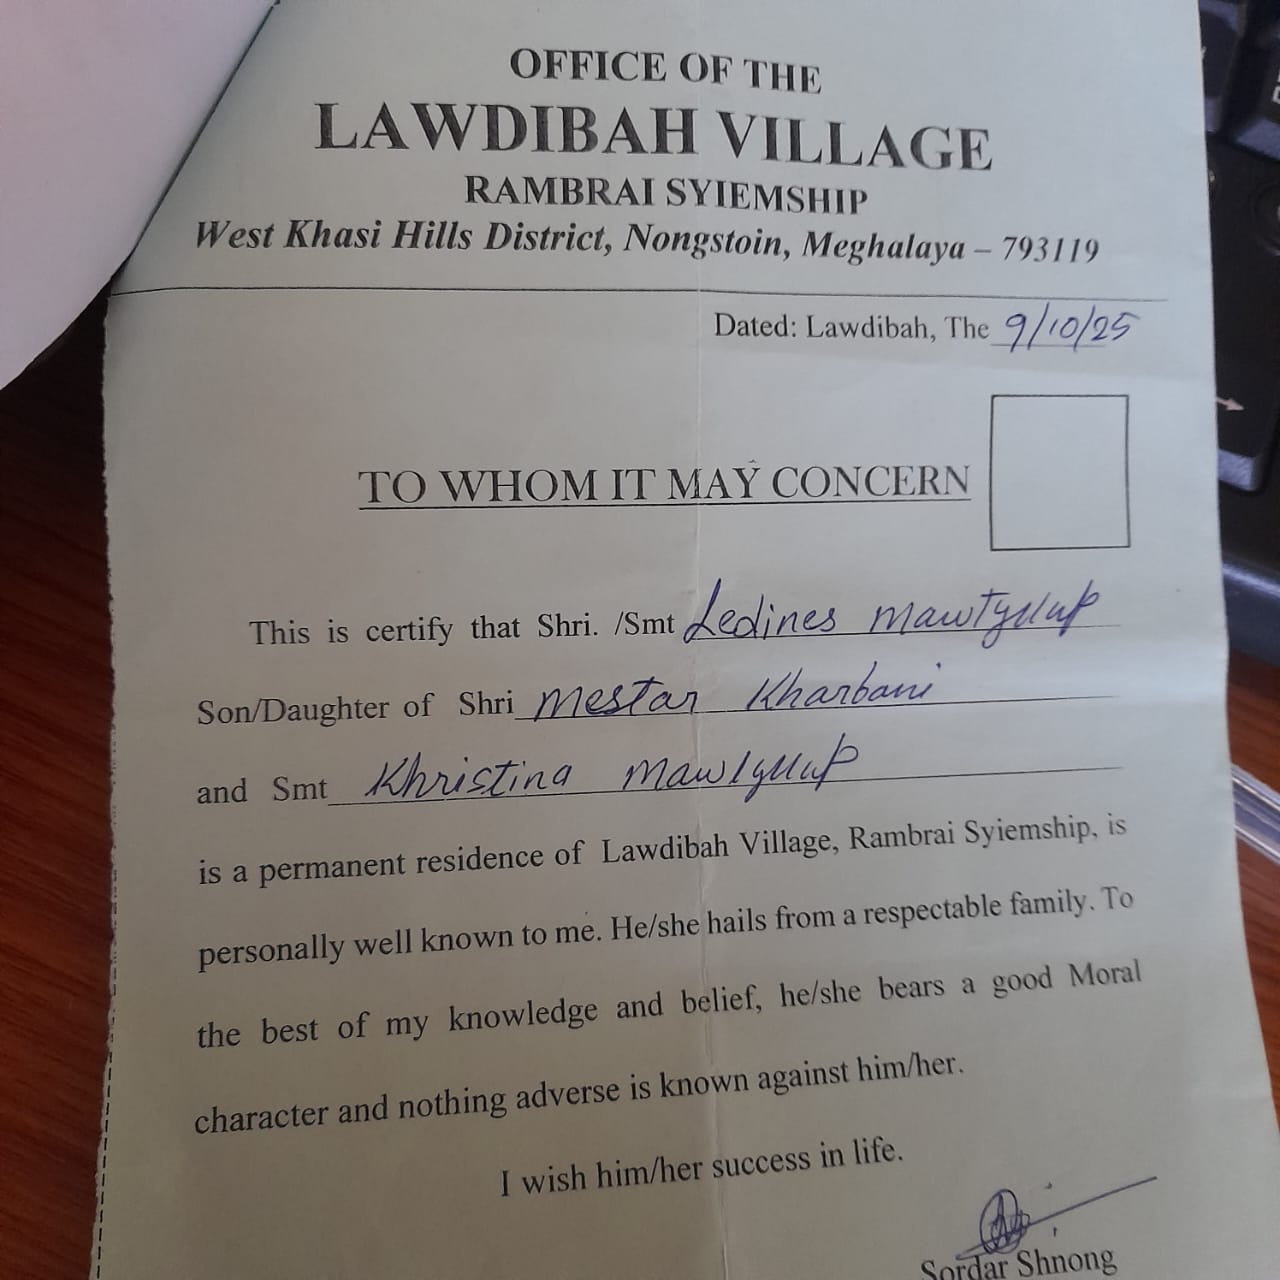 OFFICE OF THE
LAWDIBAH VILLAGE
RAMBRAI SYIEMSHIP
West Khasi Hills District, Nongstoin, Meghalaya – 793119
Dated: Lawdibah, The 9/10/25
TO WHOM IT MAY CONCERN
This is certify that Shri. /Smt Ledines
Son/Daughter of Shri Mestar Kharbani
and Smt Khristina
is a permanent residence of Lawdibah Village, Rambrai Syiemship, is
personally well known to me. He/she hails from a respectable family. To
the best of my knowledge and belief, he/she bears a good Moral
character and nothing adverse is known against him/her.
I wish him/her success in life.
Sordar Shnong